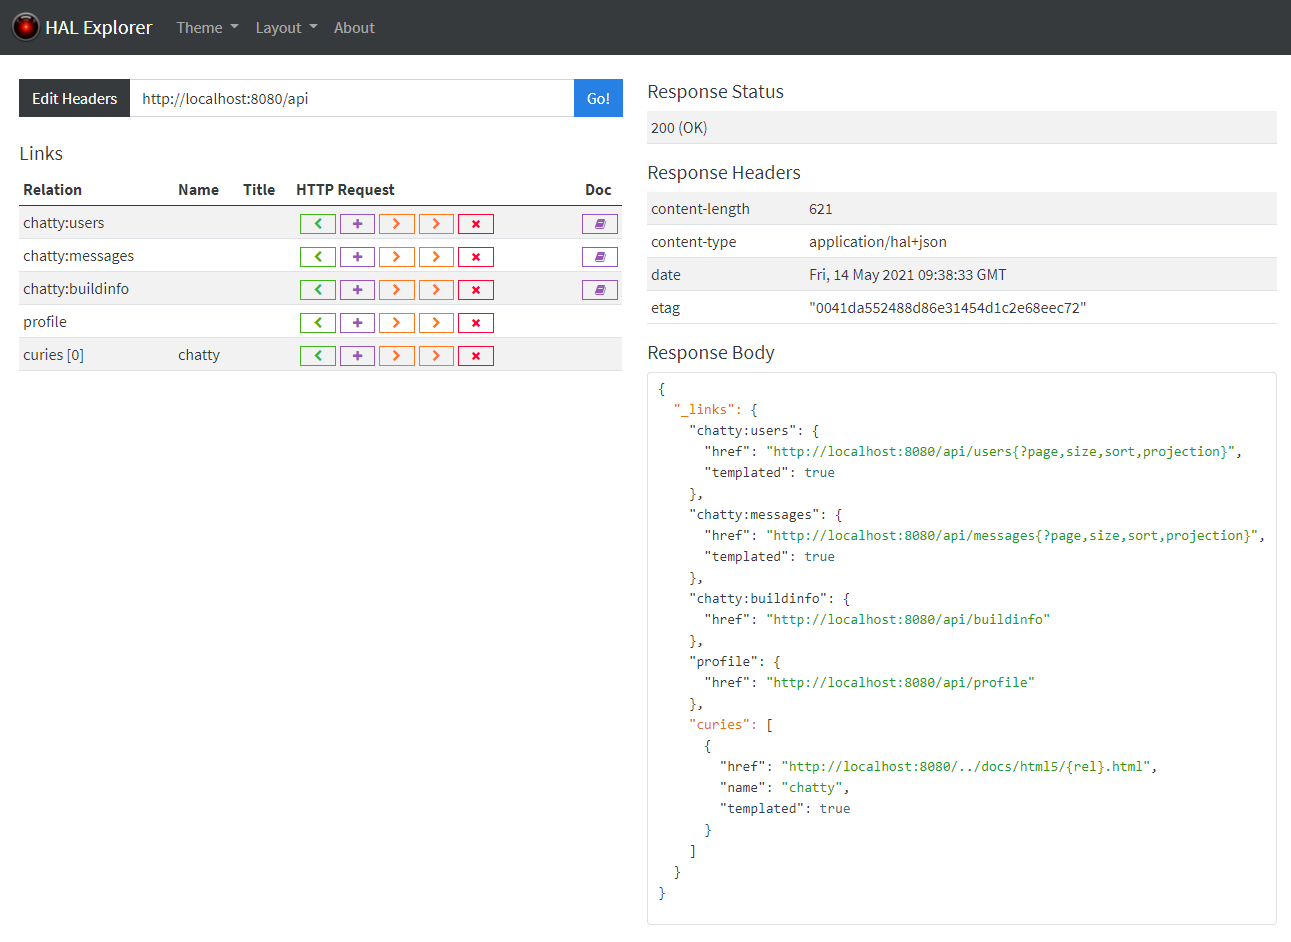 HAL Explorer Theme Layout About
Edit Headers http://localhost:8080/api Go!
Links
Relation Name Title HTTP Request Doc
chatty:users
chatty:messages
chatty:buildinfo
profile
curies [0] chatty
Response Status
200 (OK)
Response Headers
content-length 621
content-type application/hal+json
date Fri, 14 May 2021 09:38:33 GMT
etag "0041da552488d86e31454d1c2e68eec72"
Response Body
{
"_links": {
"chatty:users": {
"href": "http://localhost:8080/api/users{?page,size,sort,projection}",
"templated": true
},
"chatty:messages": {
"href": "http://localhost:8080/api/messages{?page,size,sort,projection}",
"templated": true
},
"chatty:buildinfo": {
"href": "http://localhost:8080/api/buildinfo"
},
"profile": {
"href": "http://localhost:8080/api/profile"
},
"curies": [
{
"href": "http://localhost:8080/../docs/html5/{rel}.html",
"name": "chatty",
"templated": true
}
]
}
}